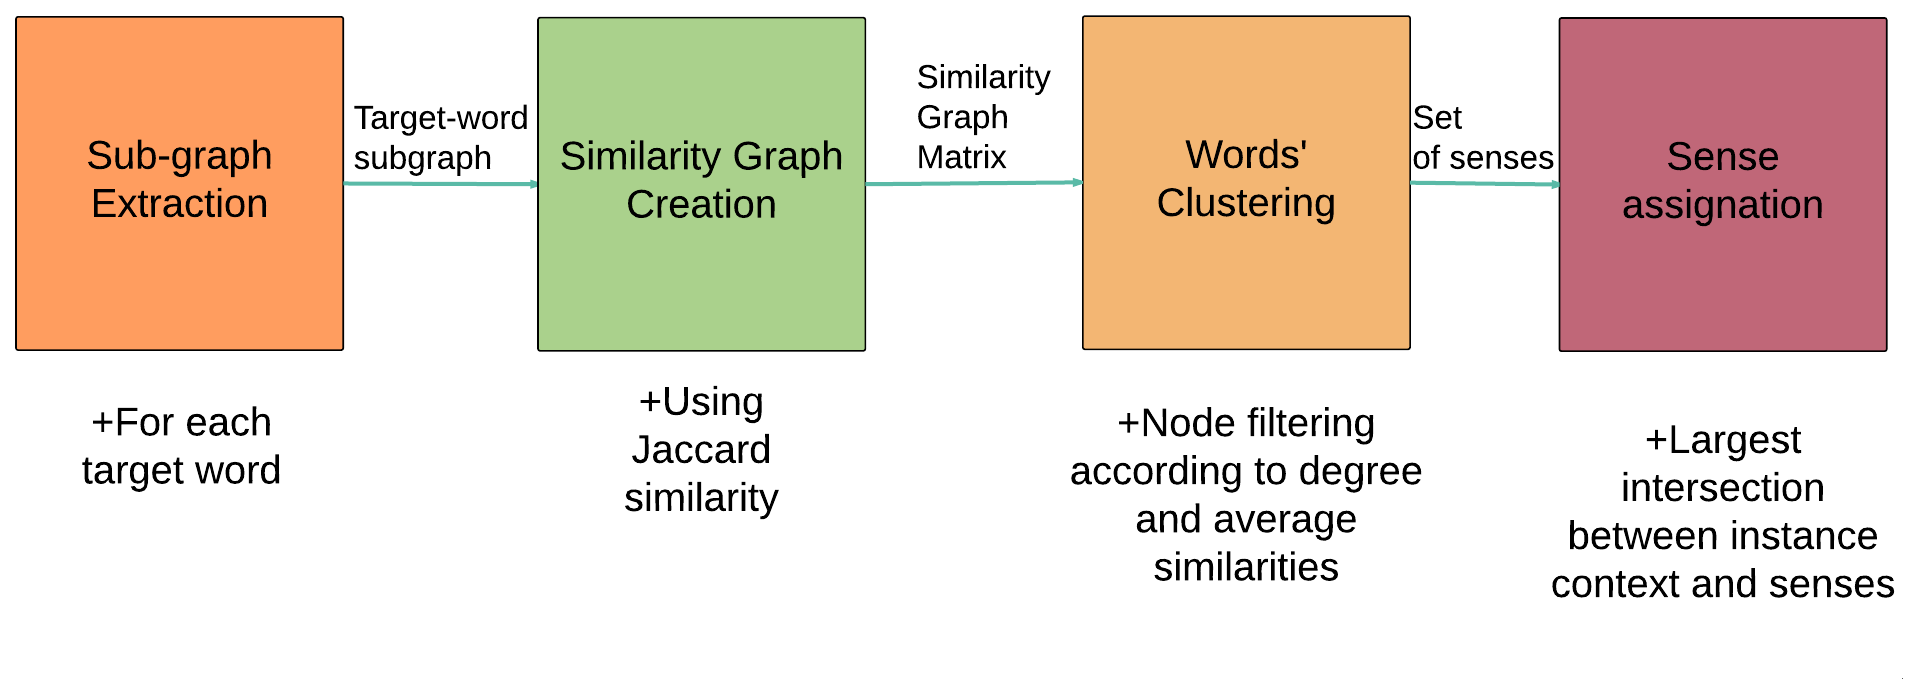 Sub-graph
Extraction
Target-word
subgraph
Similarity Graph
Creation
Similarity
Graph
Matrix
Words'
Clustering
Set
of senses
Sense
assignation
+For each
target word
+Using
Jaccard
similarity
+Node filtering
according to degree
and average
similarities
+Largest
intersection
between instance
context and senses